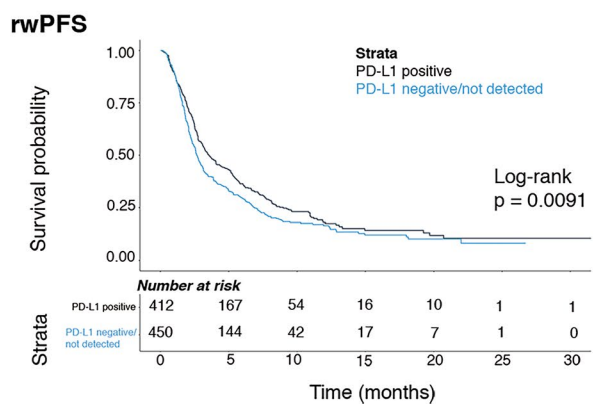 rwPFS
Survival probability
1.00
0.75
0.50
0.25
0.00
Strata
PD-L1 positive
PD-L1 negative/not detected
Log-rank
p = 0.0091
Number at risk
Strata
PD-L1 positive 412 167 54 16 10 1 1
PD-L1 negative/
not detected 450 144 42 17 7 1 0
0 5 10 15 20 25 30
Time (months)